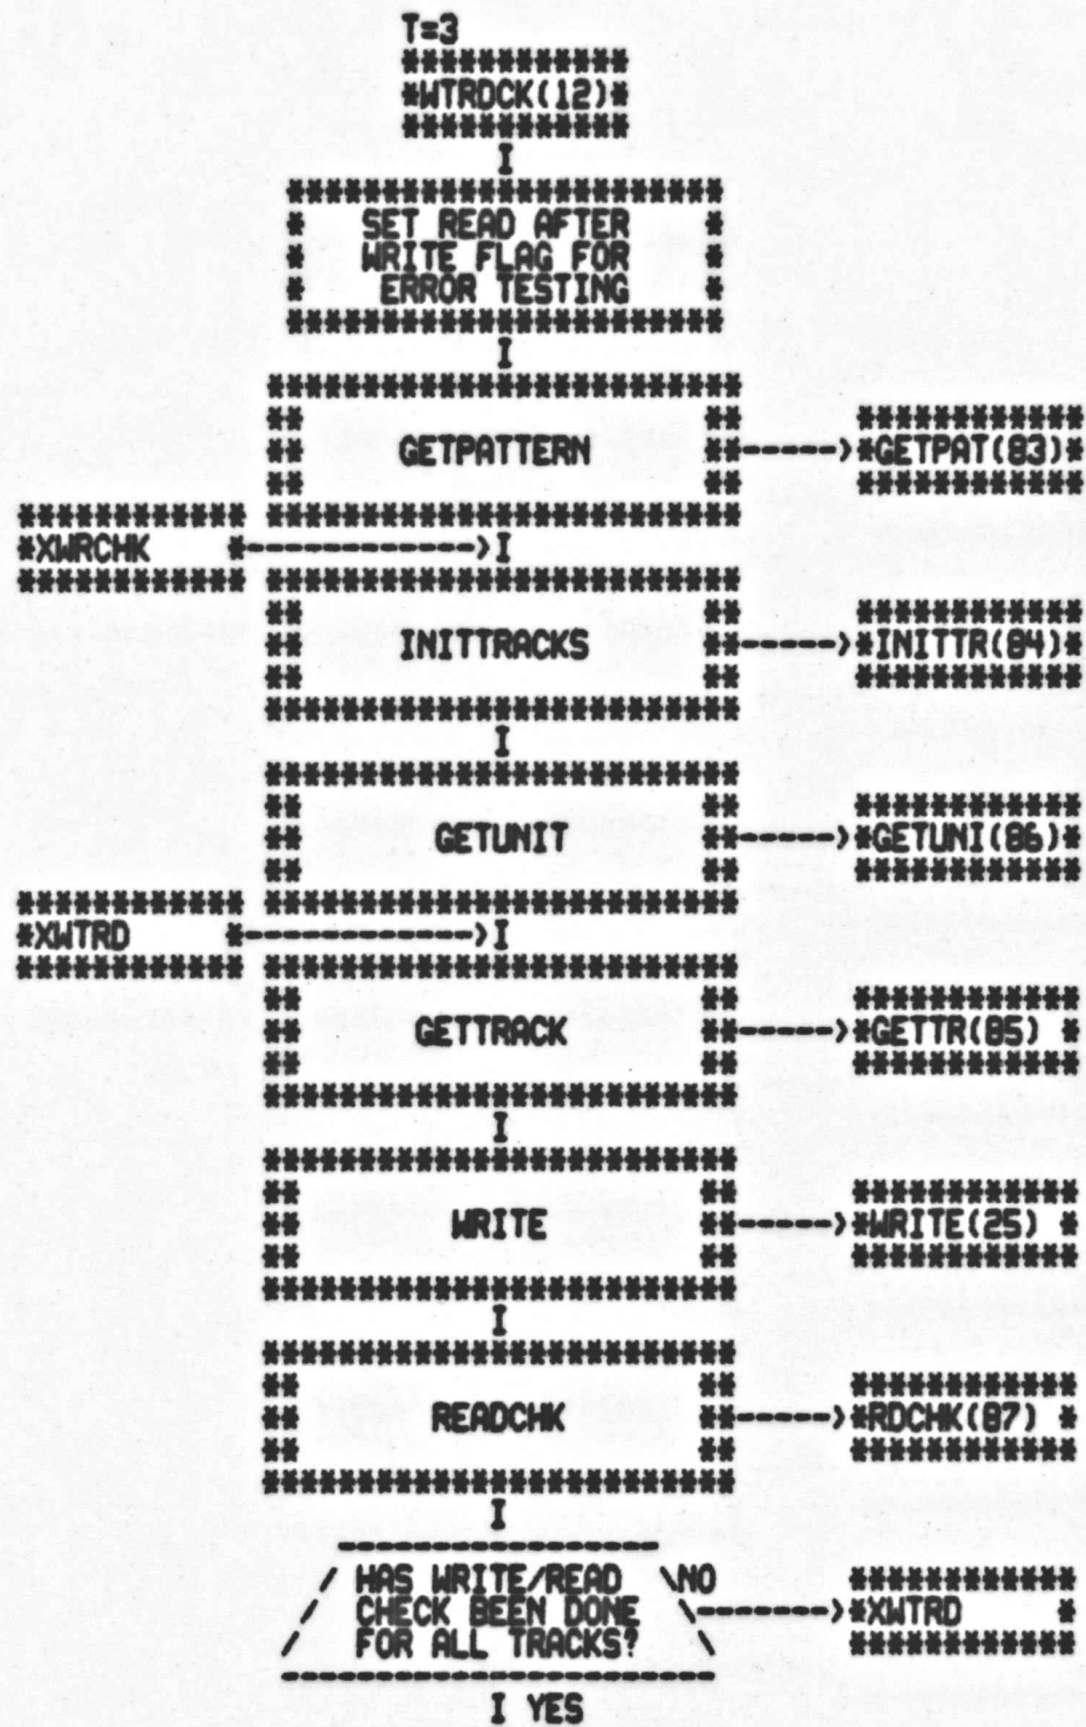 T=3
************
*WTRDCK(12)*
************
I
***********************
* SET READ AFTER *
* WRITE FLAG FOR *
* ERROR TESTING *
***********************
I
*************************
** **
** GETPATTERN **----->*GETPAT(83)*
** **
*************************
*XWRCHK *------------>I
*************************
** **
** INITTRACKS **----->*INITTR(84)*
** **
*************************
I
*************************
** **
** GETUNIT **----->*GETUNI(86)*
** **
*************************
*XWTRD *------------>I
*************************
** **
** GETTRACK **----->*GETTR(85) *
** **
*************************
I
*************************
** **
** WRITE **----->*WRITE(25) *
** **
*************************
I
*************************
** **
** READCHK **----->*RDCHK(87) *
** **
*************************
I
-----------------
/ HAS WRITE/READ \NO
CHECK BEEN DONE \------->*XWTRD *
/ FOR ALL TRACKS? \
-----------------------
I YES